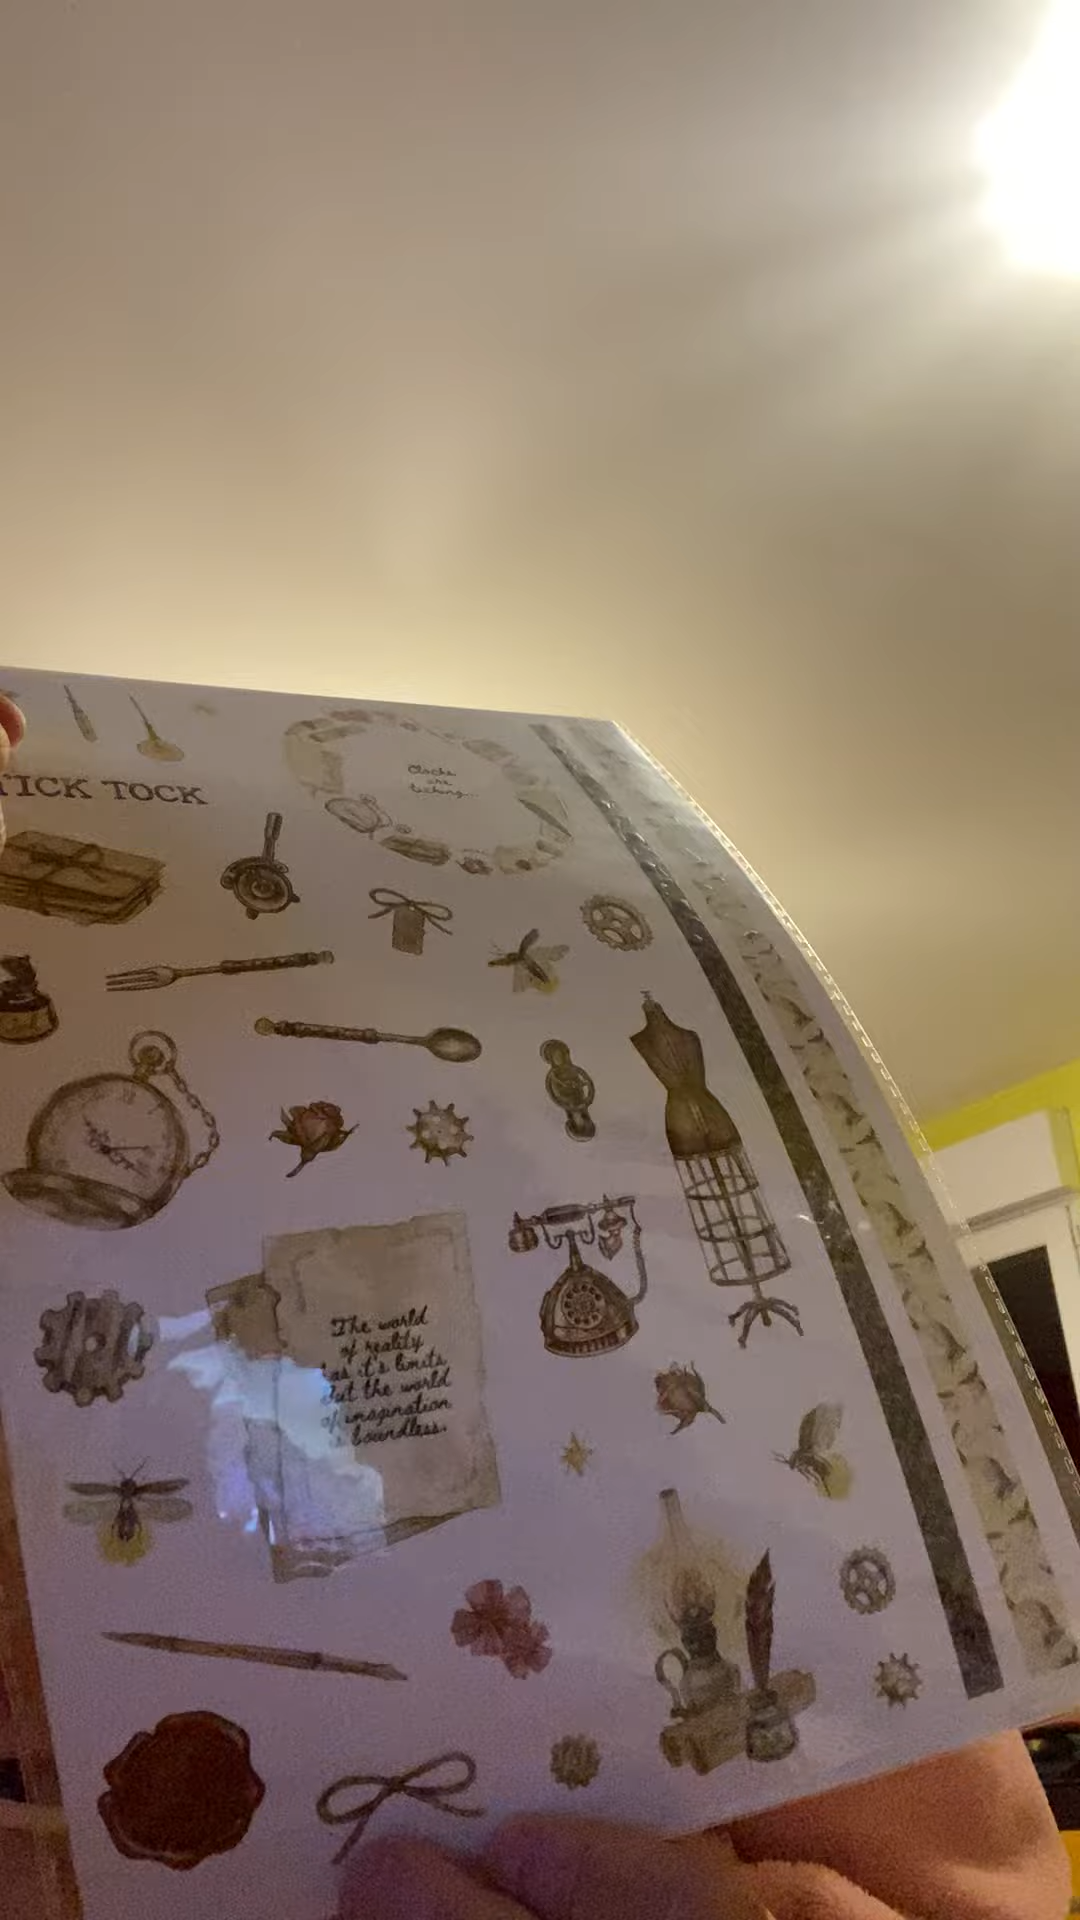 TICK TOCK
Clocks
are
ticking...
The world
of reality
has it's limits
but the world
of imagination
is boundless.